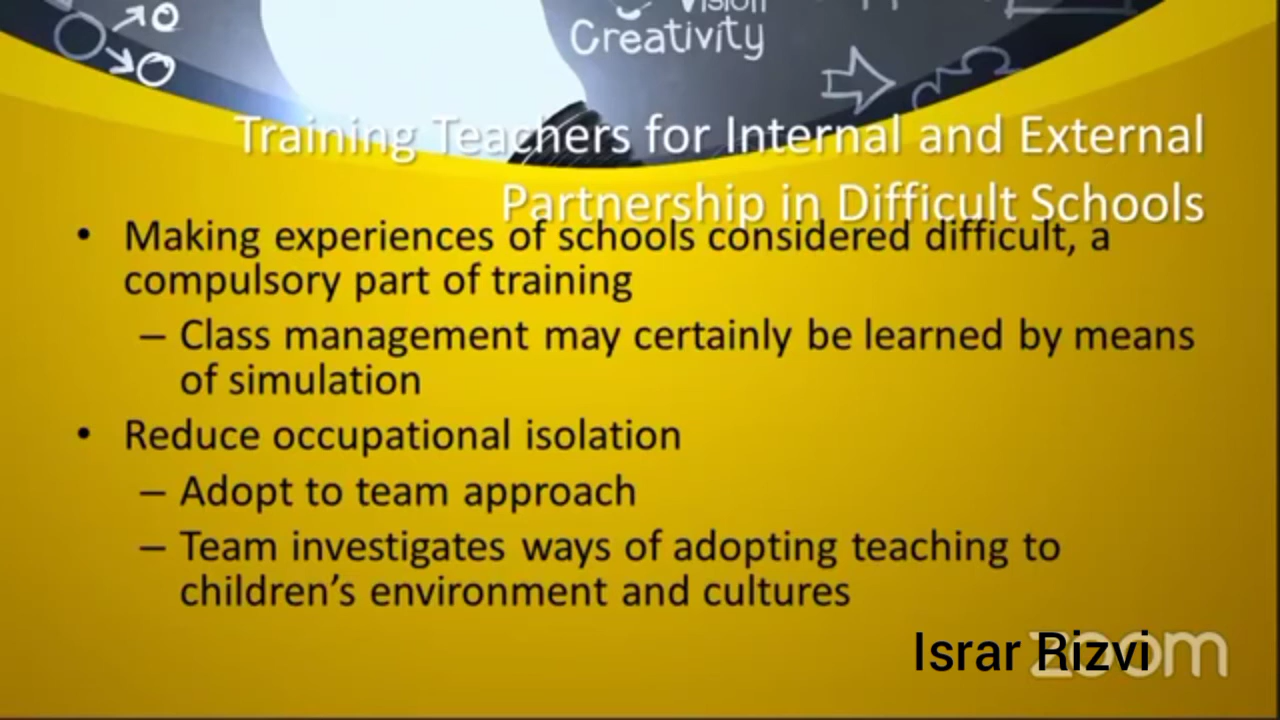 Vision
Creativity
Training Teachers for Internal and External
Partnership in Difficult Schools
• Making experiences of schools considered difficult, a
compulsory part of training
– Class management may certainly be learned by means
of simulation
• Reduce occupational isolation
– Adopt to team approach
– Team investigates ways of adopting teaching to
children's environment and cultures
Israr Rizvi
zoom